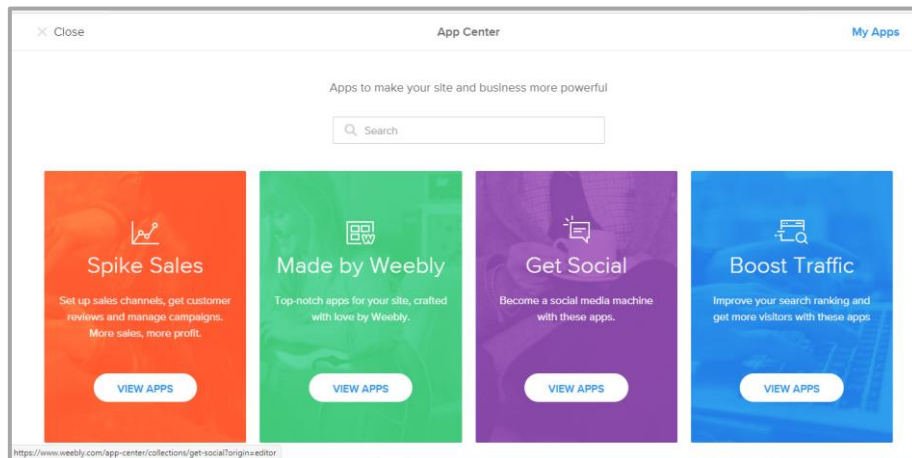 Close
App Center
My Apps
Apps to make your site and business more powerful
Search
Spike Sales
Set up sales channels, get customer
reviews and manage campaigns.
More sales, more profit.
VIEW APPS
Made by Weebly
Top-notch apps for your site, crafted
with love by Weebly.
VIEW APPS
Get Social
Become a social media machine
with these apps.
VIEW APPS
Boost Traffic
Improve your search ranking and
get more visitors with these apps
VIEW APPS
https://www.weebly.com/app-center/collections/get-social?origin=editor